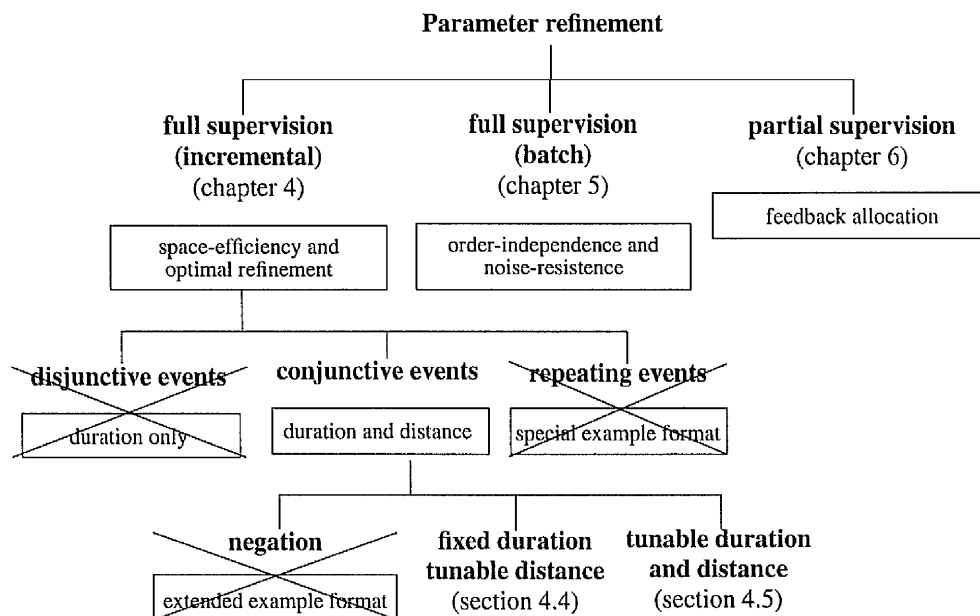 Parameter refinement
full supervision
(incremental)
(chapter 4)
full supervision
(batch)
(chapter 5)
partial supervision
(chapter 6)
space-efficiency and
optimal refinement
order-independence and
noise-resistence
feedback allocation
disjunctive events
duration only
conjunctive events
duration and distance
repeating events
special example format
negation
extended example format
fixed duration
tunable distance
(section 4.4)
tunable duration
and distance
(section 4.5)